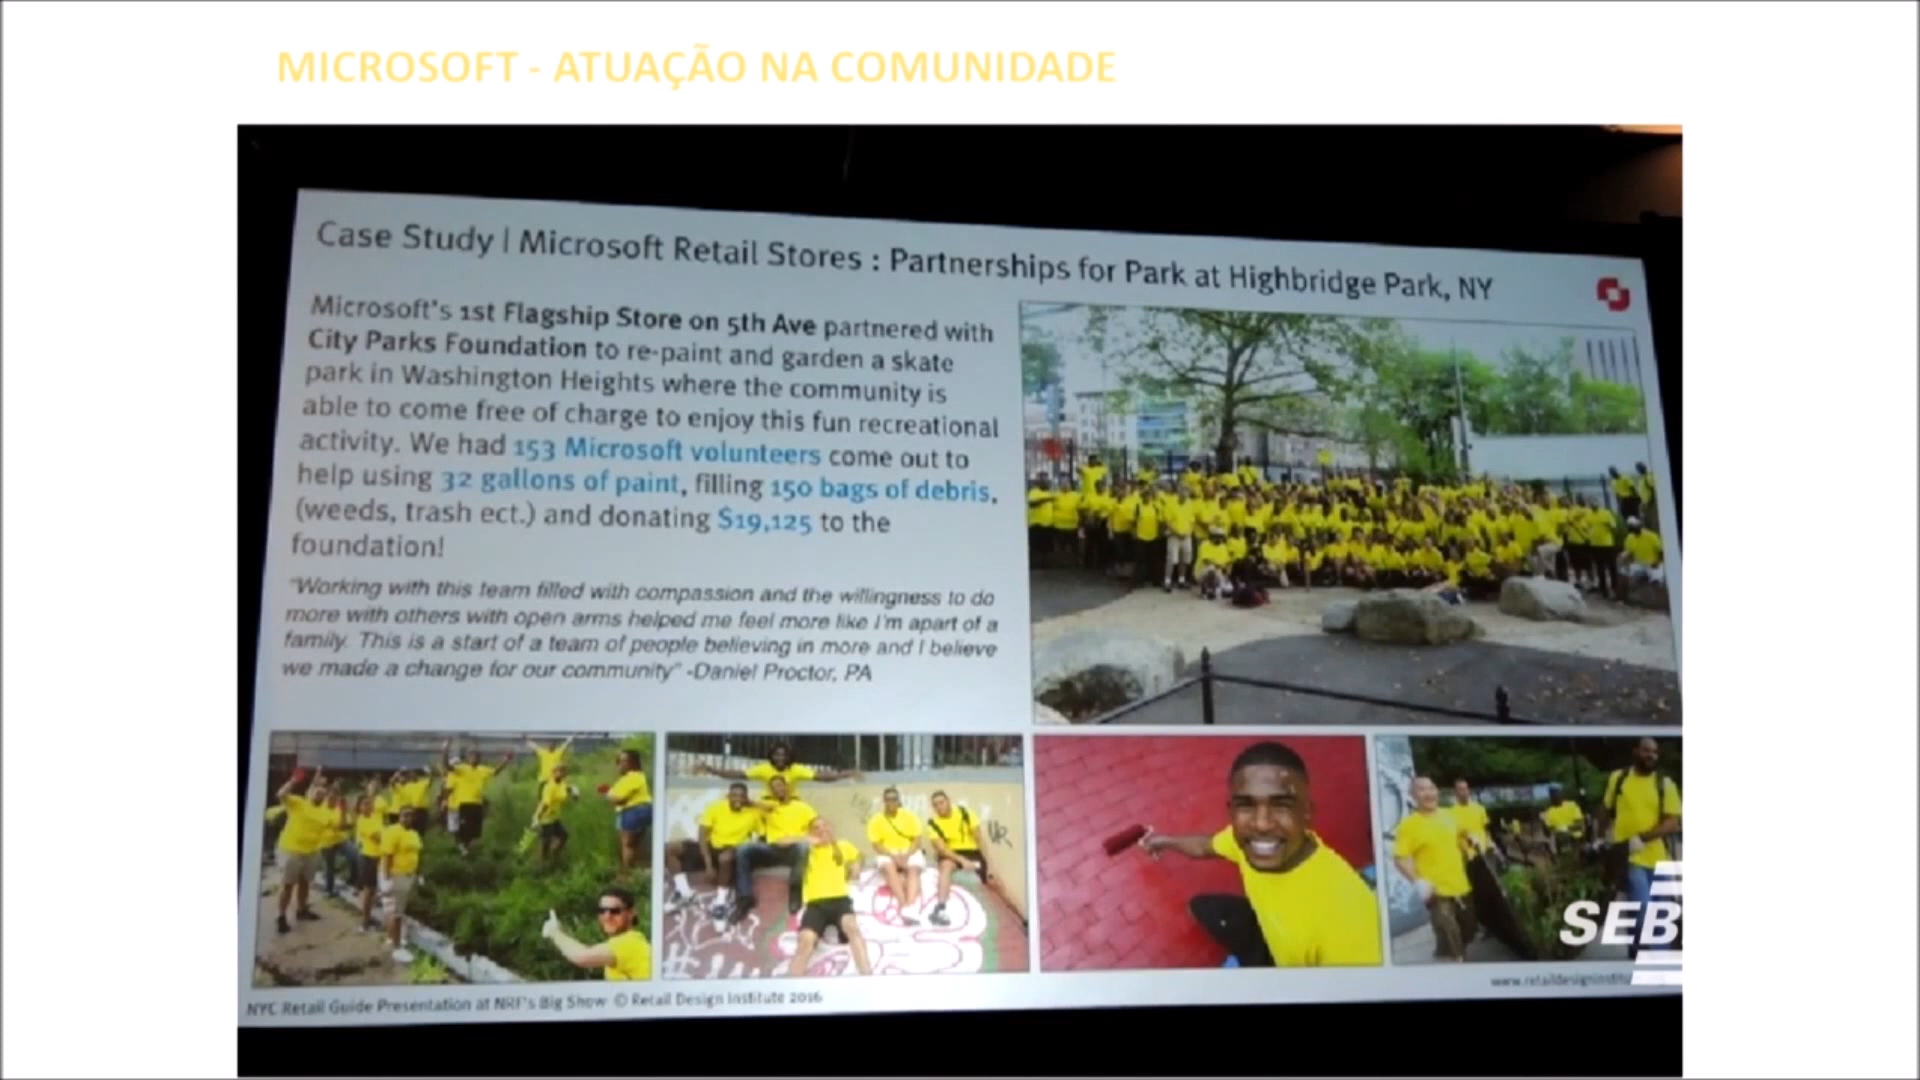 MICROSOFT - ATUAÇÃO NA COMUNIDADE
Case Study | Microsoft Retail Stores : Partnerships for Park at Highbridge Park, NY
Microsoft's 1st Flagship Store on 5th Ave partnered with
City Parks Foundation to re-paint and garden a skate
park in Washington Heights where the community is
able to come free of charge to enjoy this fun recreational
activity. We had 153 Microsoft volunteers come out to
help using 32 gallons of paint, filling 150 bags of debris,
(weeds, trash ect.) and donating $19,125 to the
foundation!
"Working with this team filled with compassion and the willingness to do
more with others with open arms helped me feel more like I'm apart of a
family. This is a start of a team of people believing in more and I believe
we made a change for our community" -Daniel Proctor, PA
SEB
NYC Retail Guide Presentation at NRF's Big Show © Retail Design Institute 2016